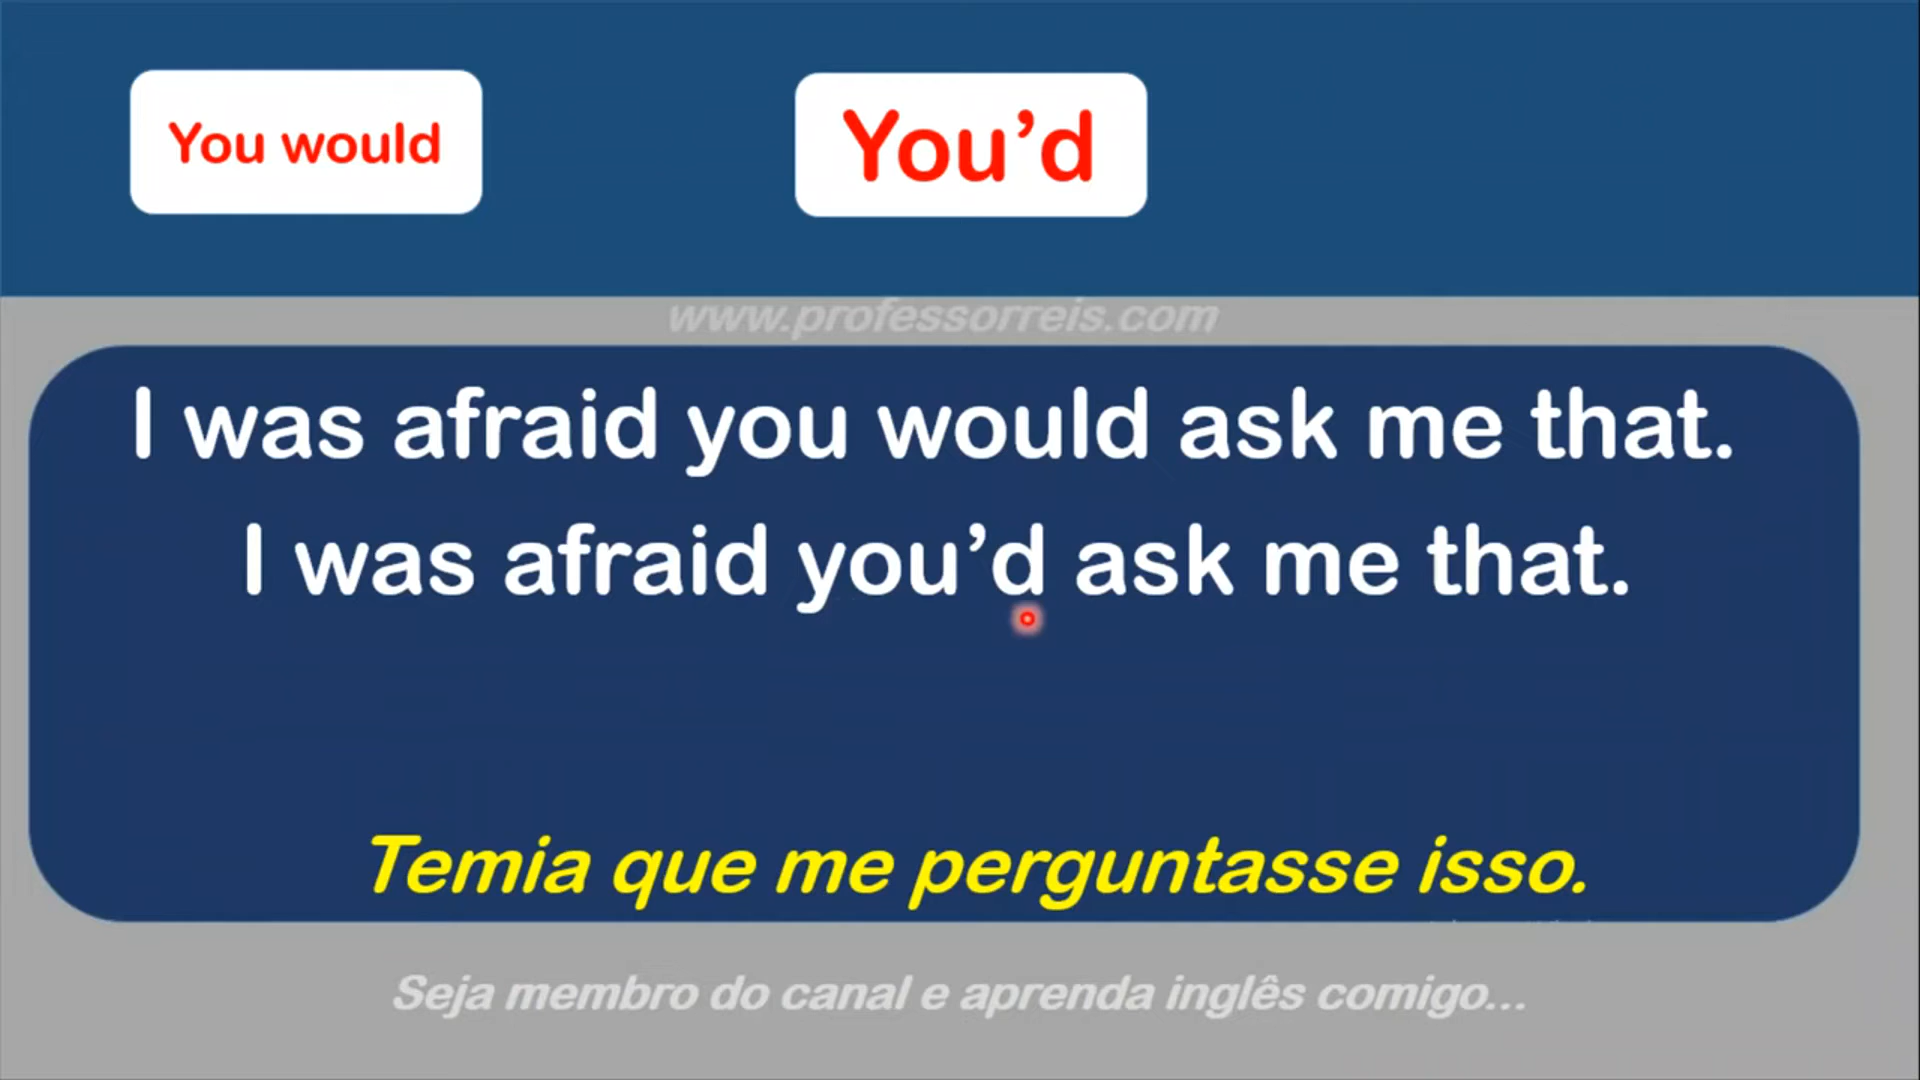 You would
You’d
www.professorreis.com
I was afraid you would ask me that.
I was afraid you’d ask me that.
Temia que me perguntasse isso.
Seja membro do canal e aprenda inglês comigo...